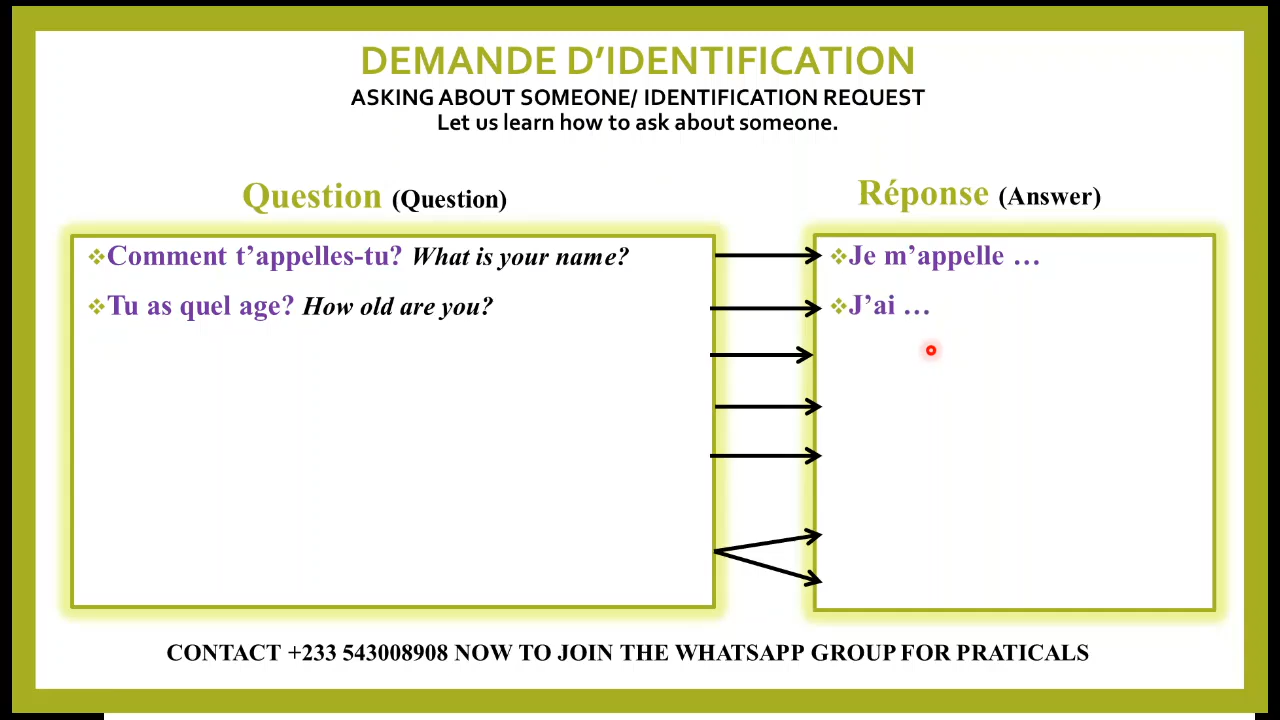 DEMANDE D’IDENTIFICATION
ASKING ABOUT SOMEONE/ IDENTIFICATION REQUEST
Let us learn how to ask about someone.
Question (Question)
Comment t’appelles-tu? What is your name?
Tu as quel age? How old are you?
Réponse (Answer)
Je m’appelle …
J’ai …
CONTACT +233 543008908 NOW TO JOIN THE WHATSAPP GROUP FOR PRATICALS